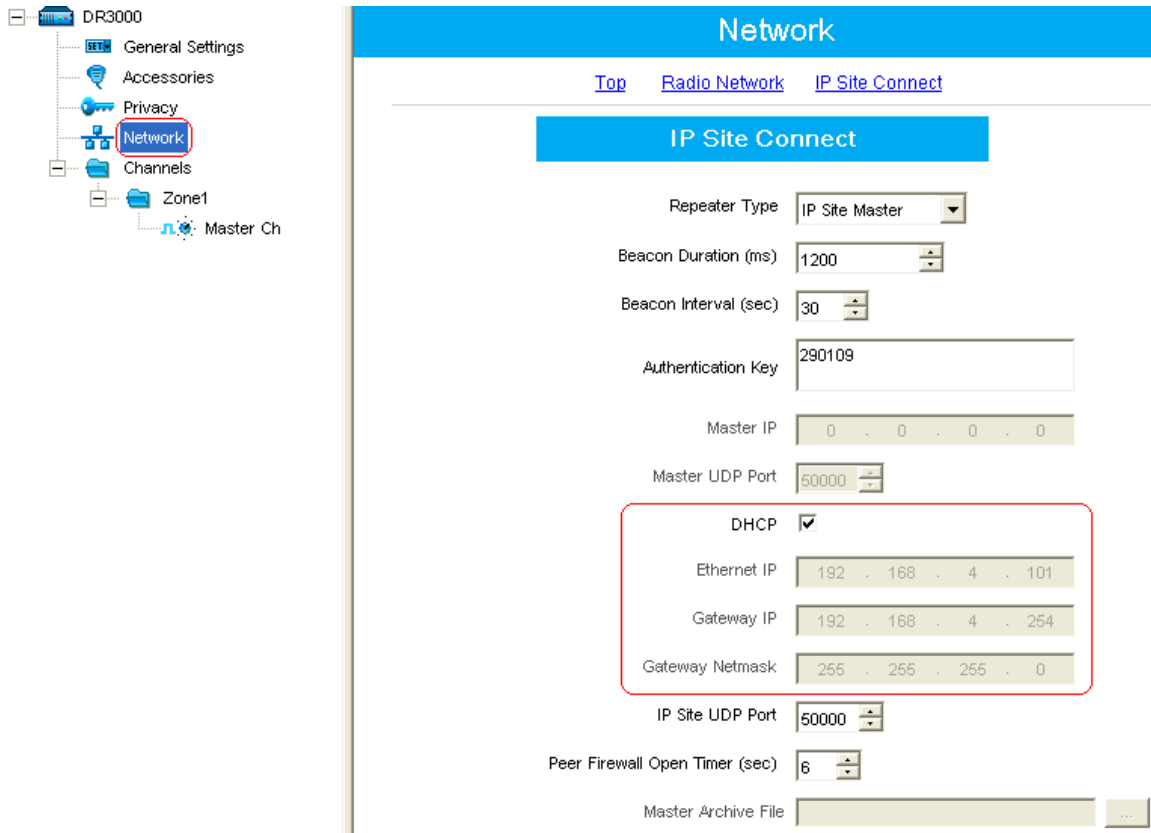 DR3000
SET General Settings
Accessories
Privacy
Network
Channels
Zone1
Master Ch
Network
Top Radio Network IP Site Connect
IP Site Connect
Repeater Type IP Site Master
Beacon Duration (ms) 1200
Beacon Interval (sec) 30
Authentication Key 290109
Master IP 0 . 0 . 0 . 0
Master UDP Port 50000
DHCP
Ethernet IP 192 . 168 . 4 . 101
Gateway IP 192 . 168 . 4 . 254
Gateway Netmask 255 . 255 . 255 . 0
IP Site UDP Port 50000
Peer Firewall Open Timer (sec) 6
Master Archive File ...